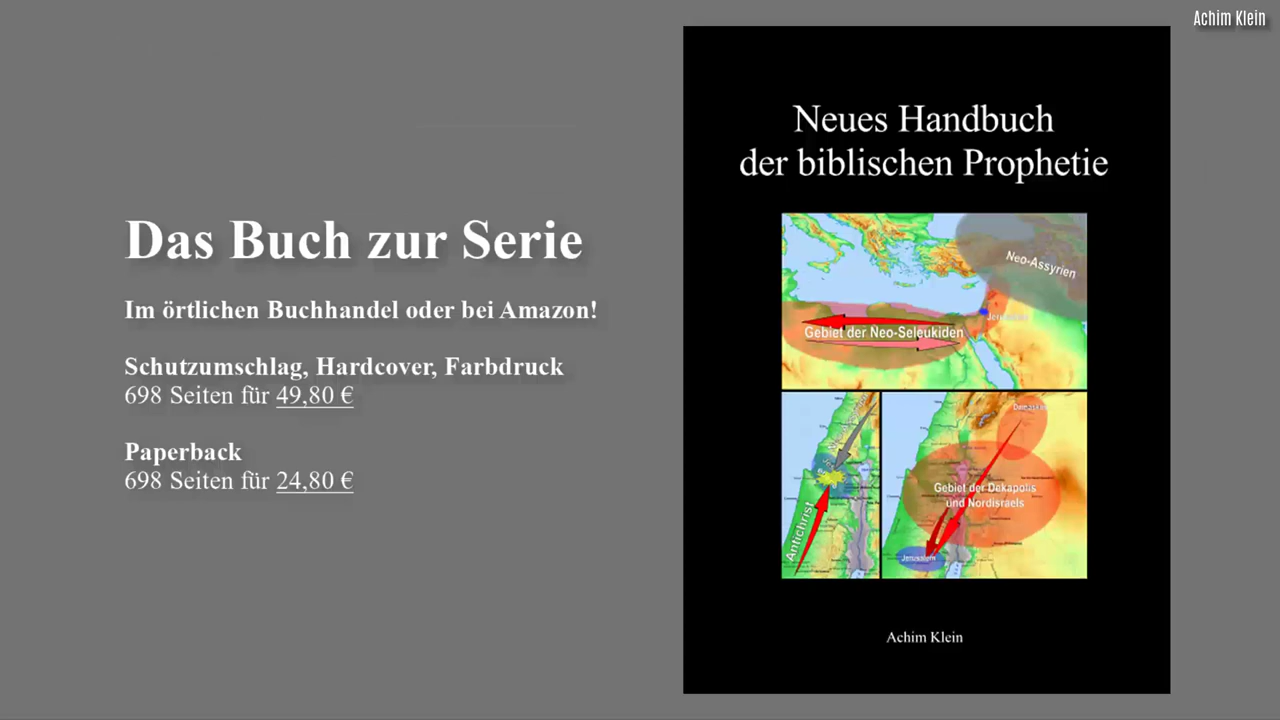 Achim Klein
Das Buch zur Serie
Im örtlichen Buchhandel oder bei Amazon!
Schutzumschlag, Hardcover, Farbdruck
698 Seiten für 49,80 €
Paperback
698 Seiten für 24,80 €
Neues Handbuch
der biblischen Prophetie
Neo-Assyrien
Jerusalem
Gebiet der Neo-Seleukiden
Antichrist
Damaskus
Gebiet der Dekapolis
und Nordisraels
Jerusalem
Achim Klein